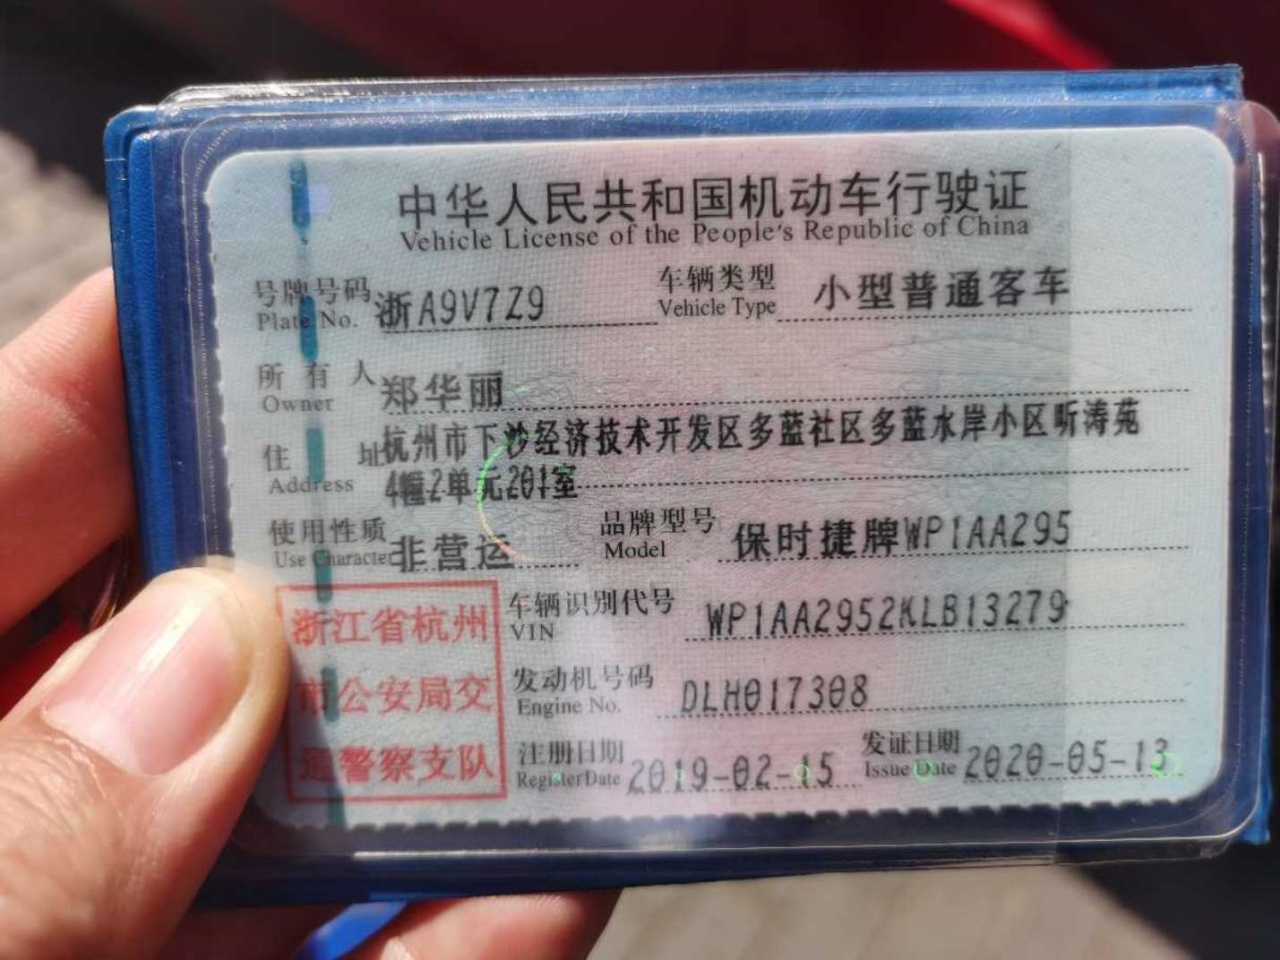 中华人民共和国机动车行驶证
Vehicle License of the People's Republic of China
号牌号码 浙A9V7Z9 车辆类型 小型普通客车
Plate No. Vehicle Type
所有人 郑华丽
Owner
住址 杭州市下沙经济技术开发区多蓝社区多蓝水岸小区听涛苑
Address 4幢2单元201室
使用性质 非营运 品牌型号 保时捷牌WP1AA295
Use Character Model
浙江省杭州 车辆识别代号 WP1AA2952KLB13279
VIN
市公安局交 发动机号码 DLH017308
Engine No.
通警察支队 注册日期 2019-02-15 发证日期 2020-05-13
Register Date Issue Date